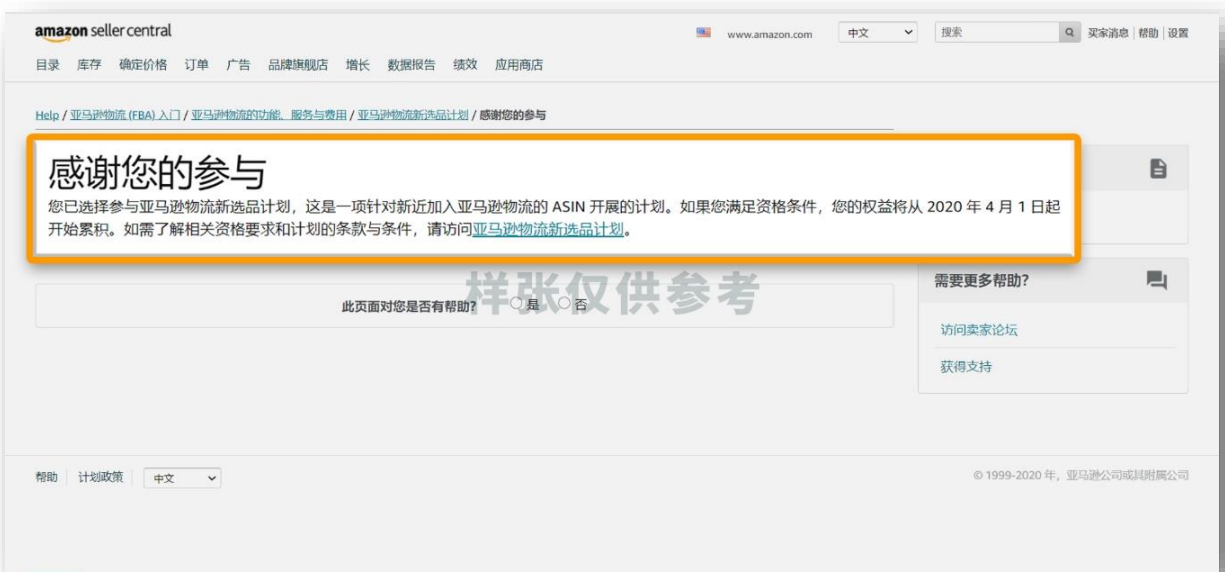 amazon seller central
www.amazon.com
中文
搜索
买家消息 | 帮助 | 设置
目录 库存 确定价格 订单 广告 品牌旗舰店 增长 数据报告 绩效 应用商店
Help / 亚马逊物流 (FBA) 入门 / 亚马逊物流的功能、服务与费用 / 亚马逊物流新选品计划 / 感谢您的参与
感谢您的参与
您已选择参与亚马逊物流新选品计划，这是一项针对新近加入亚马逊物流的 ASIN 开展的计划。如果您满足资格条件，您的权益将从 2020 年 4 月 1 日起
开始累积。如需了解相关资格要求和计划的条款与条件，请访问亚马逊物流新选品计划。
样张仅供参考
需要更多帮助?
此页面对您是否有帮助? 是 否
访问卖家论坛
获得支持
帮助 | 计划政策 | 中文
© 1999-2020 年，亚马逊公司或其附属公司